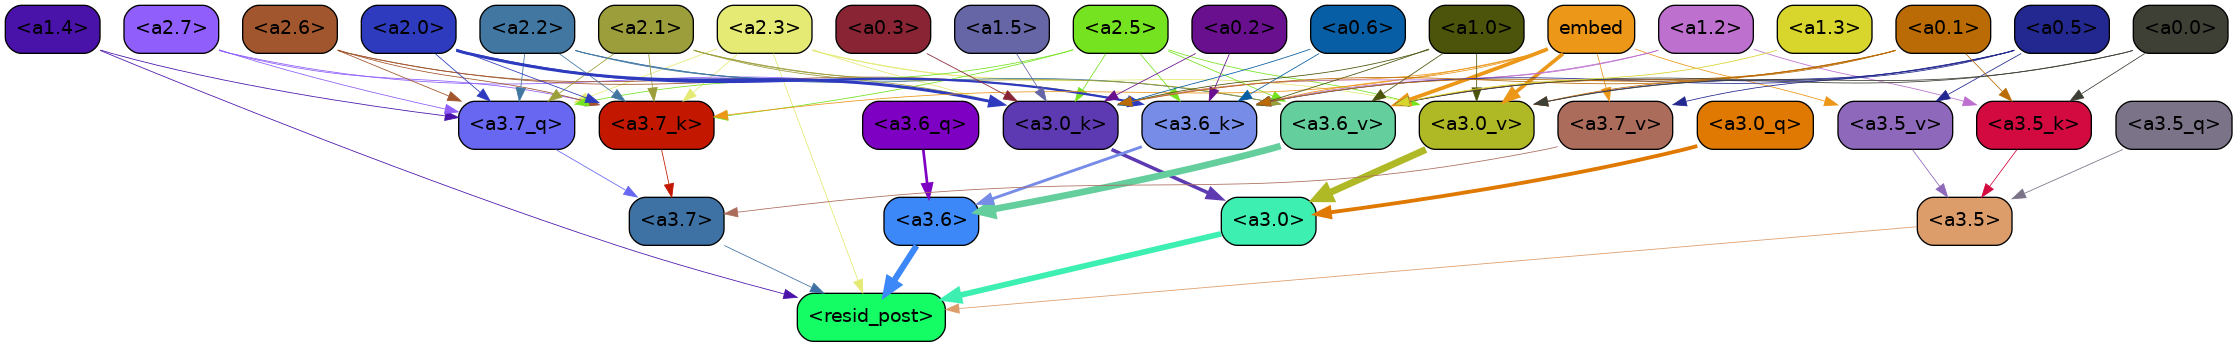 <a1.4> <a2.7> <a2.6> <a2.0> <a2.2> <a2.1> <a2.3> <a0.3> <a1.5> <a2.5> <a0.2> <a0.6> <a1.0> embed <a1.2> <a1.3> <a0.1> <a0.5> <a0.0>
<a3.7_q> <a3.7_k> <a3.6_q> <a3.0_k> <a3.6_k> <a3.6_v> <a3.0_v> <a3.7_v> <a3.0_q> <a3.5_v> <a3.5_k> <a3.5_q>
<a3.7> <a3.6> <a3.0> <a3.5>
<resid_post>